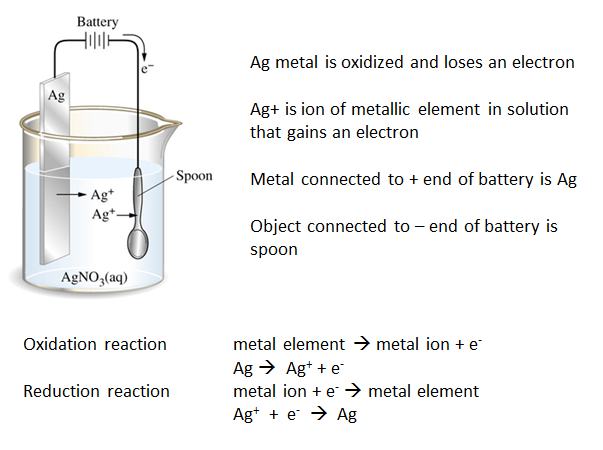 Battery
e⁻
Ag
Spoon
Ag⁺
Ag⁺
AgNO₃(aq)
Ag metal is oxidized and loses an electron
Ag+ is ion of metallic element in solution
that gains an electron
Metal connected to + end of battery is Ag
Object connected to – end of battery is
spoon
Oxidation reaction metal element → metal ion + e⁻
Ag → Ag⁺ + e⁻
Reduction reaction metal ion + e⁻ → metal element
Ag⁺ + e⁻ → Ag